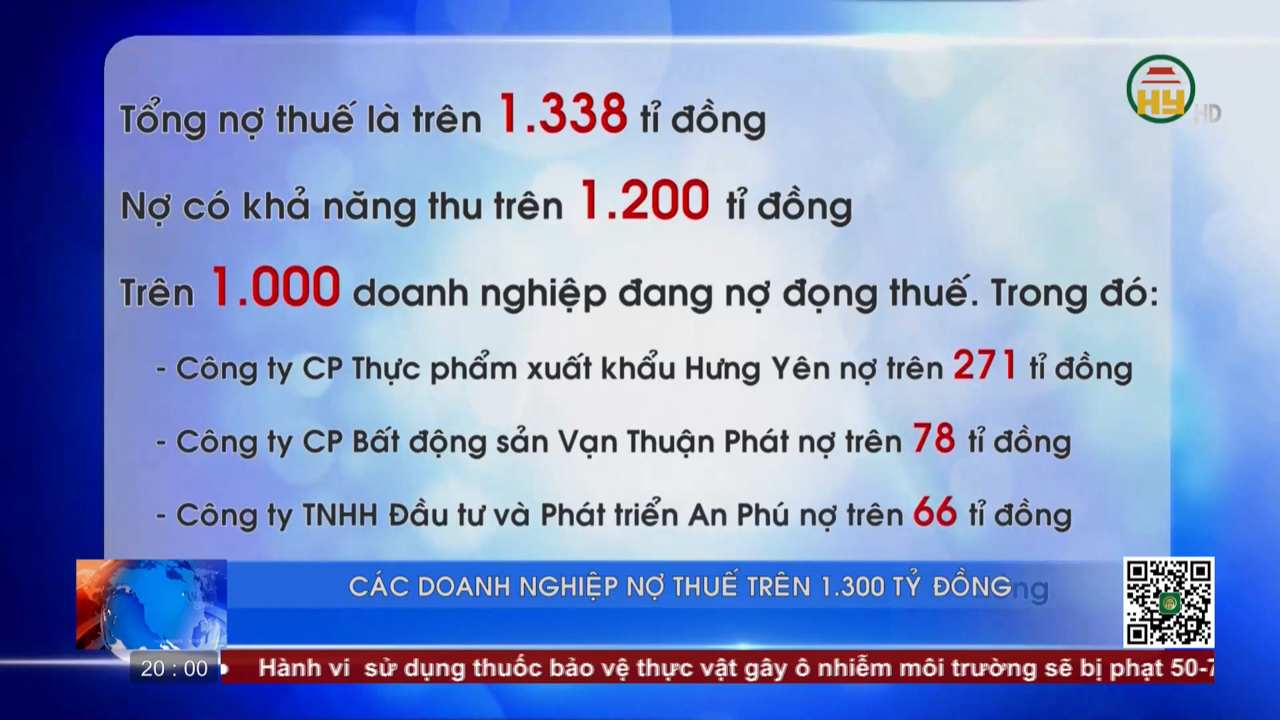 Tổng nợ thuế là trên 1.338 tỉ đồng
HY HD
Nợ có khả năng thu trên 1.200 tỉ đồng
Trên 1.000 doanh nghiệp đang nợ đọng thuế. Trong đó:
- Công ty CP Thực phẩm xuất khẩu Hưng Yên nợ trên 271 tỉ đồng
- Công ty CP Bất động sản Vạn Thuận Phát nợ trên 78 tỉ đồng
- Công ty TNHH Đầu tư và Phát triển An Phú nợ trên 66 tỉ đồng
CÁC DOANH NGHIỆP NỢ THUẾ TRÊN 1.300 TỶ ĐỒNG
20 : 00
Hành vi sử dụng thuốc bảo vệ thực vật gây ô nhiễm môi trường sẽ bị phạt 50-7